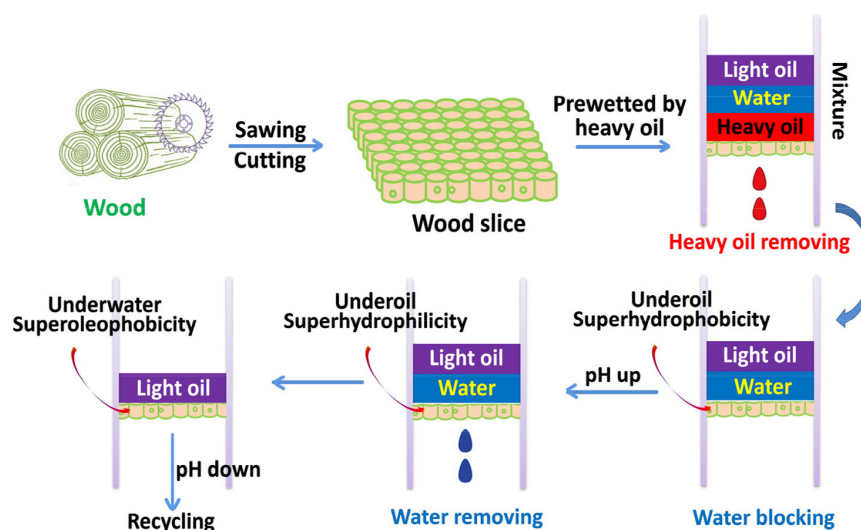 Wood
Sawing
Cutting
Wood slice
Prewetted by
heavy oil
Light oil
Water
Heavy oil
Mixture
Heavy oil removing
Underoil
Superhydrophobicity
Light oil
Water
Water blocking
pH up
Underoil
Superhydrophilicity
Light oil
Water
Water removing
Underwater
Superoleophobicity
Light oil
pH down
Recycling